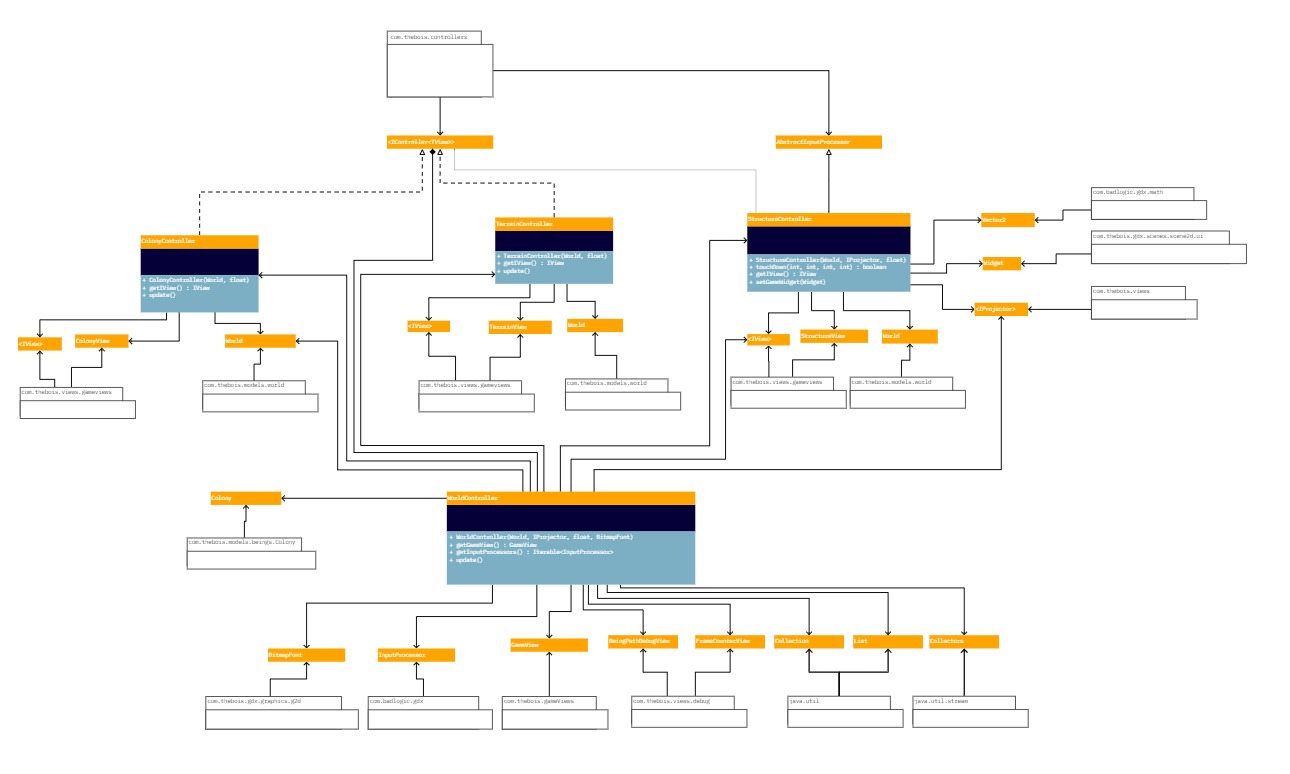 com.thebois.controllers
<IController<IView>>
AbstractInputProcessor
com.badlogic.gdx.math
Vector2
com.thebois.gdx.scenes.scene2d.ui
Widget
com.thebois.views
<IProjector>
ColonyController
+ ColonyController(World, float)
+ getIView() : IView
+ update()
TerrainController
+ TerrainController(World, float)
+ getIView() : IView
+ update()
StructureController
+ StructureController(World, IProjector, float)
+ touchDown(int, int, int, int) : boolean
+ getIView() : IView
+ setGameWidget(Widget)
<IView>
ColonyView
World
<IView>
TerrainView
World
<IView>
StructureView
World
com.thebois.views.gameviews
com.thebois.models.world
com.thebois.views.gameviews
com.thebois.models.world
com.thebois.views.gameviews
com.thebois.models.world
Colony
com.thebois.models.beings.Colony
WorldController
+ WorldController(World, IProjector, float, BitmapFont)
+ getGameView() : GameView
+ getInputProcessors() : Iterable<InputProcessor>
+ update()
BitmapFont
InputProcessor
GameView
BeingPathDebugView
FrameCounterView
Collection
List
Collectors
com.thebois.gdx.graphics.g2d
com.badlogic.gdx
com.thebois.gameViews
com.thebois.views.debug
java.util
java.util.stream